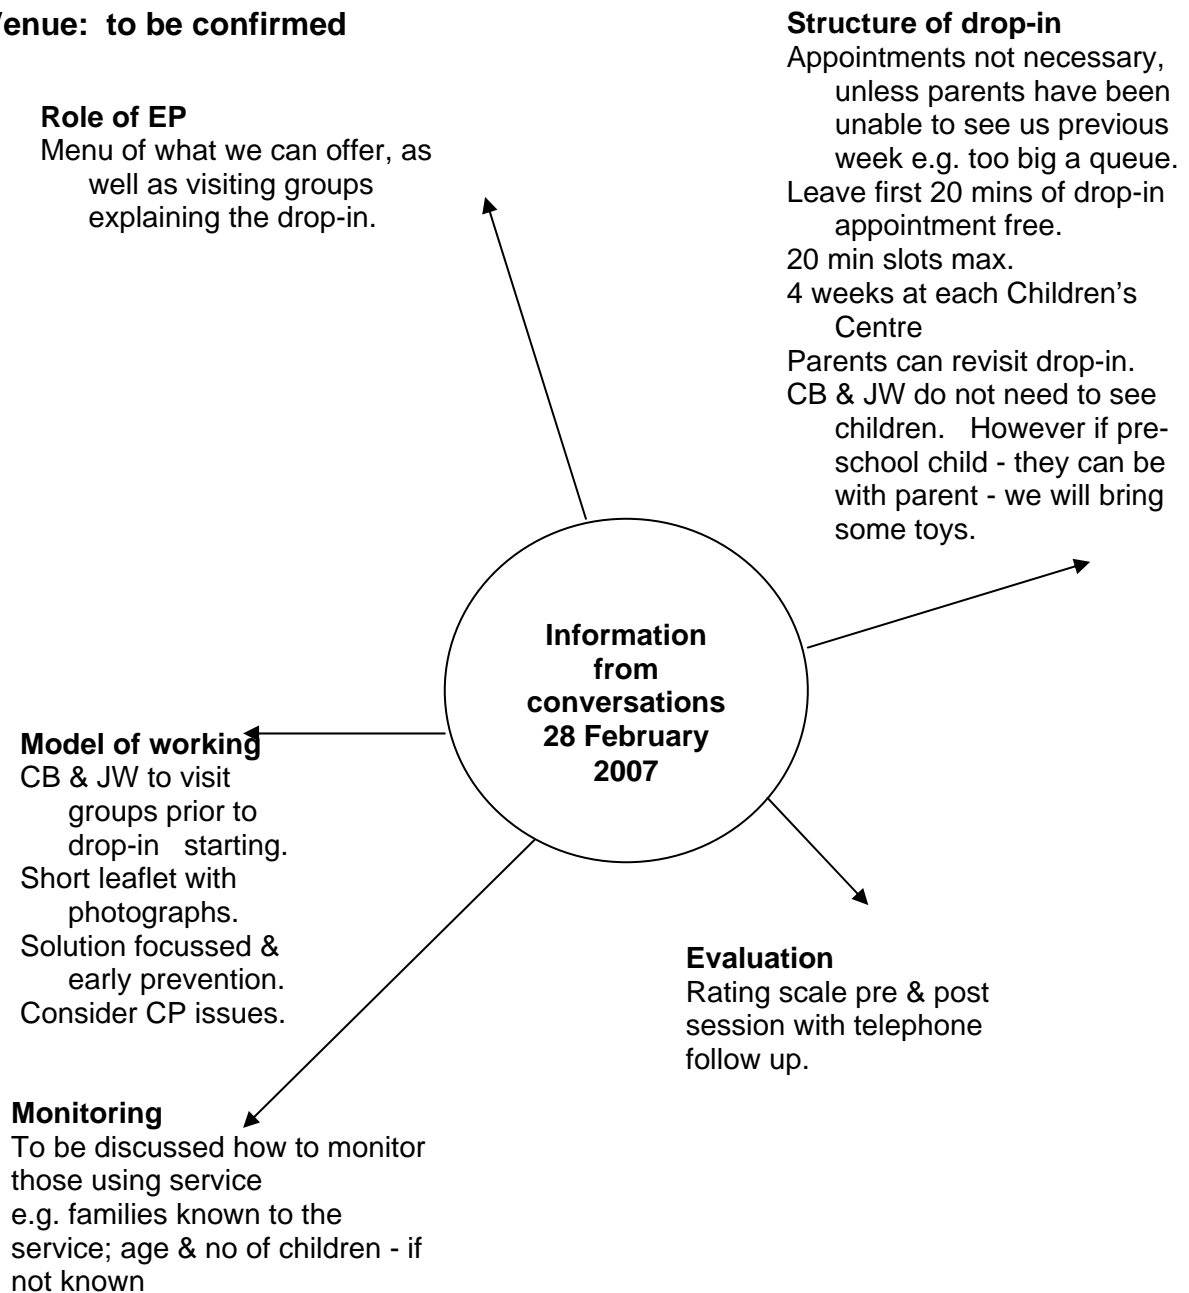 Venue:  to be confirmed
Role of EP
Menu of what we can offer, as
well as visiting groups
explaining the drop-in.
Structure of drop-in
Appointments not necessary,
unless parents have been
unable to see us previous
week e.g. too big a queue.
Leave first 20 mins of drop-in
appointment free.
20 min slots max.
4 weeks at each Children's
Centre
Parents can revisit drop-in.
CB & JW do not need to see
children.   However if pre-
school child - they can be
with parent - we will bring
some toys.
Information
from
conversations
28 February
2007
Model of working
CB & JW to visit
groups prior to
drop-in   starting.
Short leaflet with
photographs.
Solution focussed &
early prevention.
Consider CP issues.
Evaluation
Rating scale pre & post
session with telephone
follow up.
Monitoring
To be discussed how to monitor
those using service
e.g. families known to the
service; age & no of children - if
not known